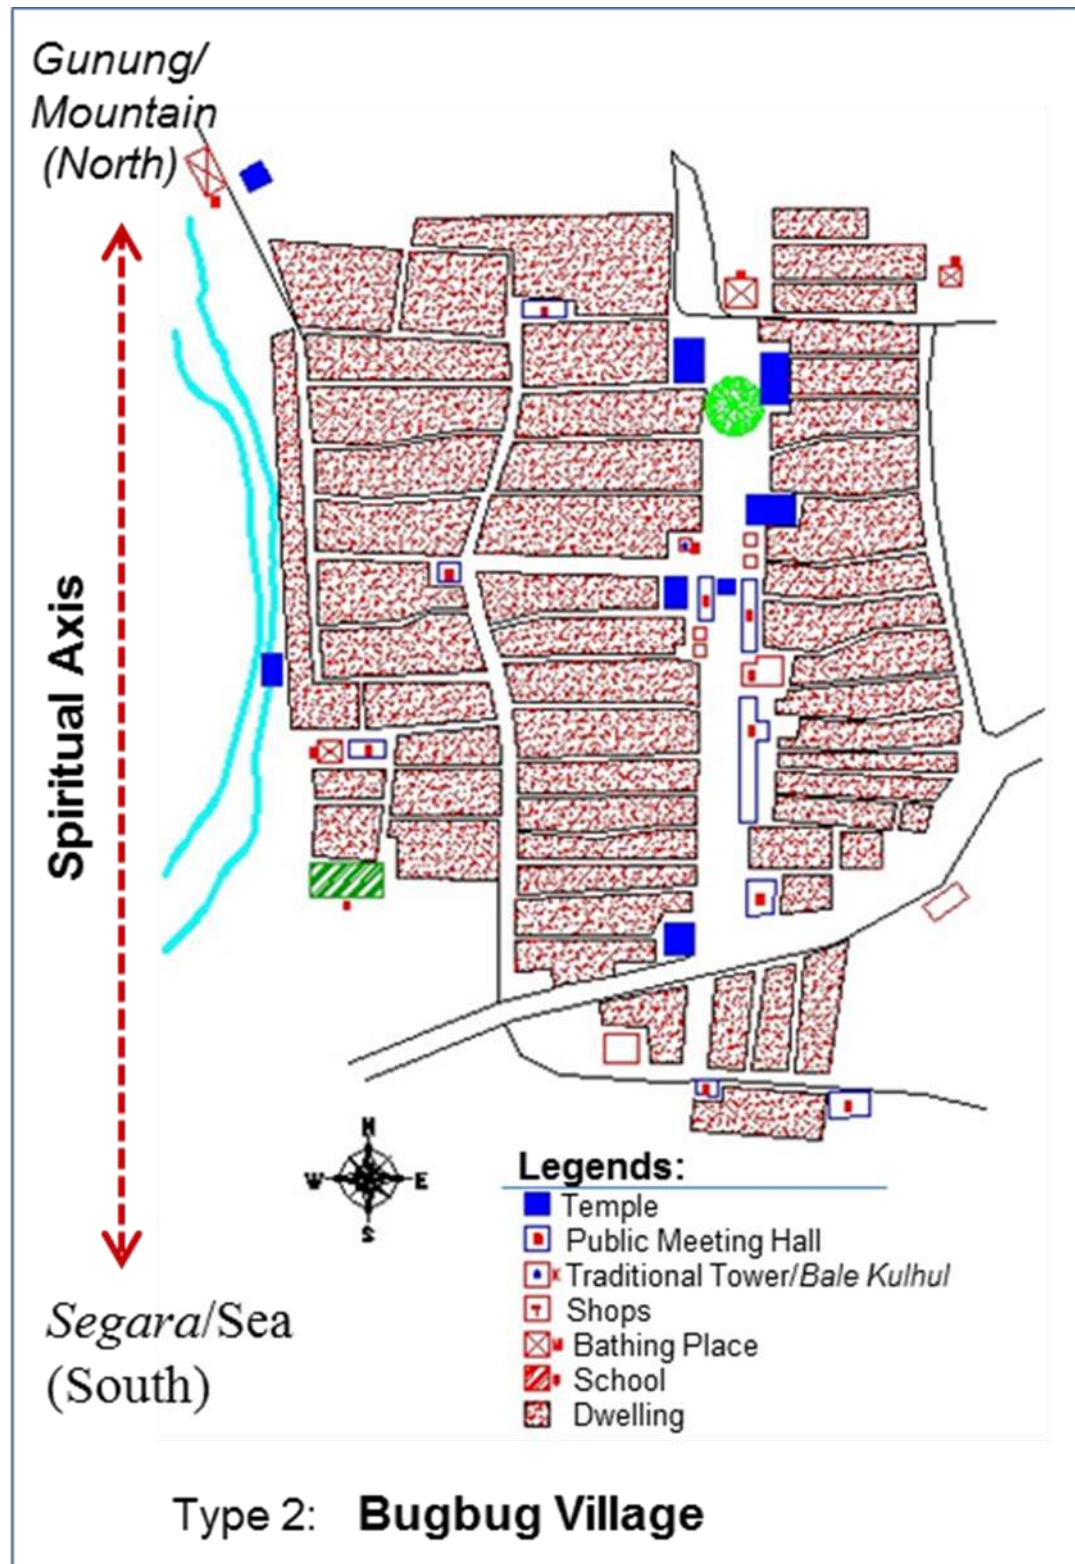 Gunung/
Mountain
(North)
Spiritual Axis
Segara/Sea
(South)
N
W E
S
Legends:
Temple
Public Meeting Hall
Traditional Tower/Bale Kulhul
Shops
Bathing Place
School
Dwelling
Type 2: Bugbug Village